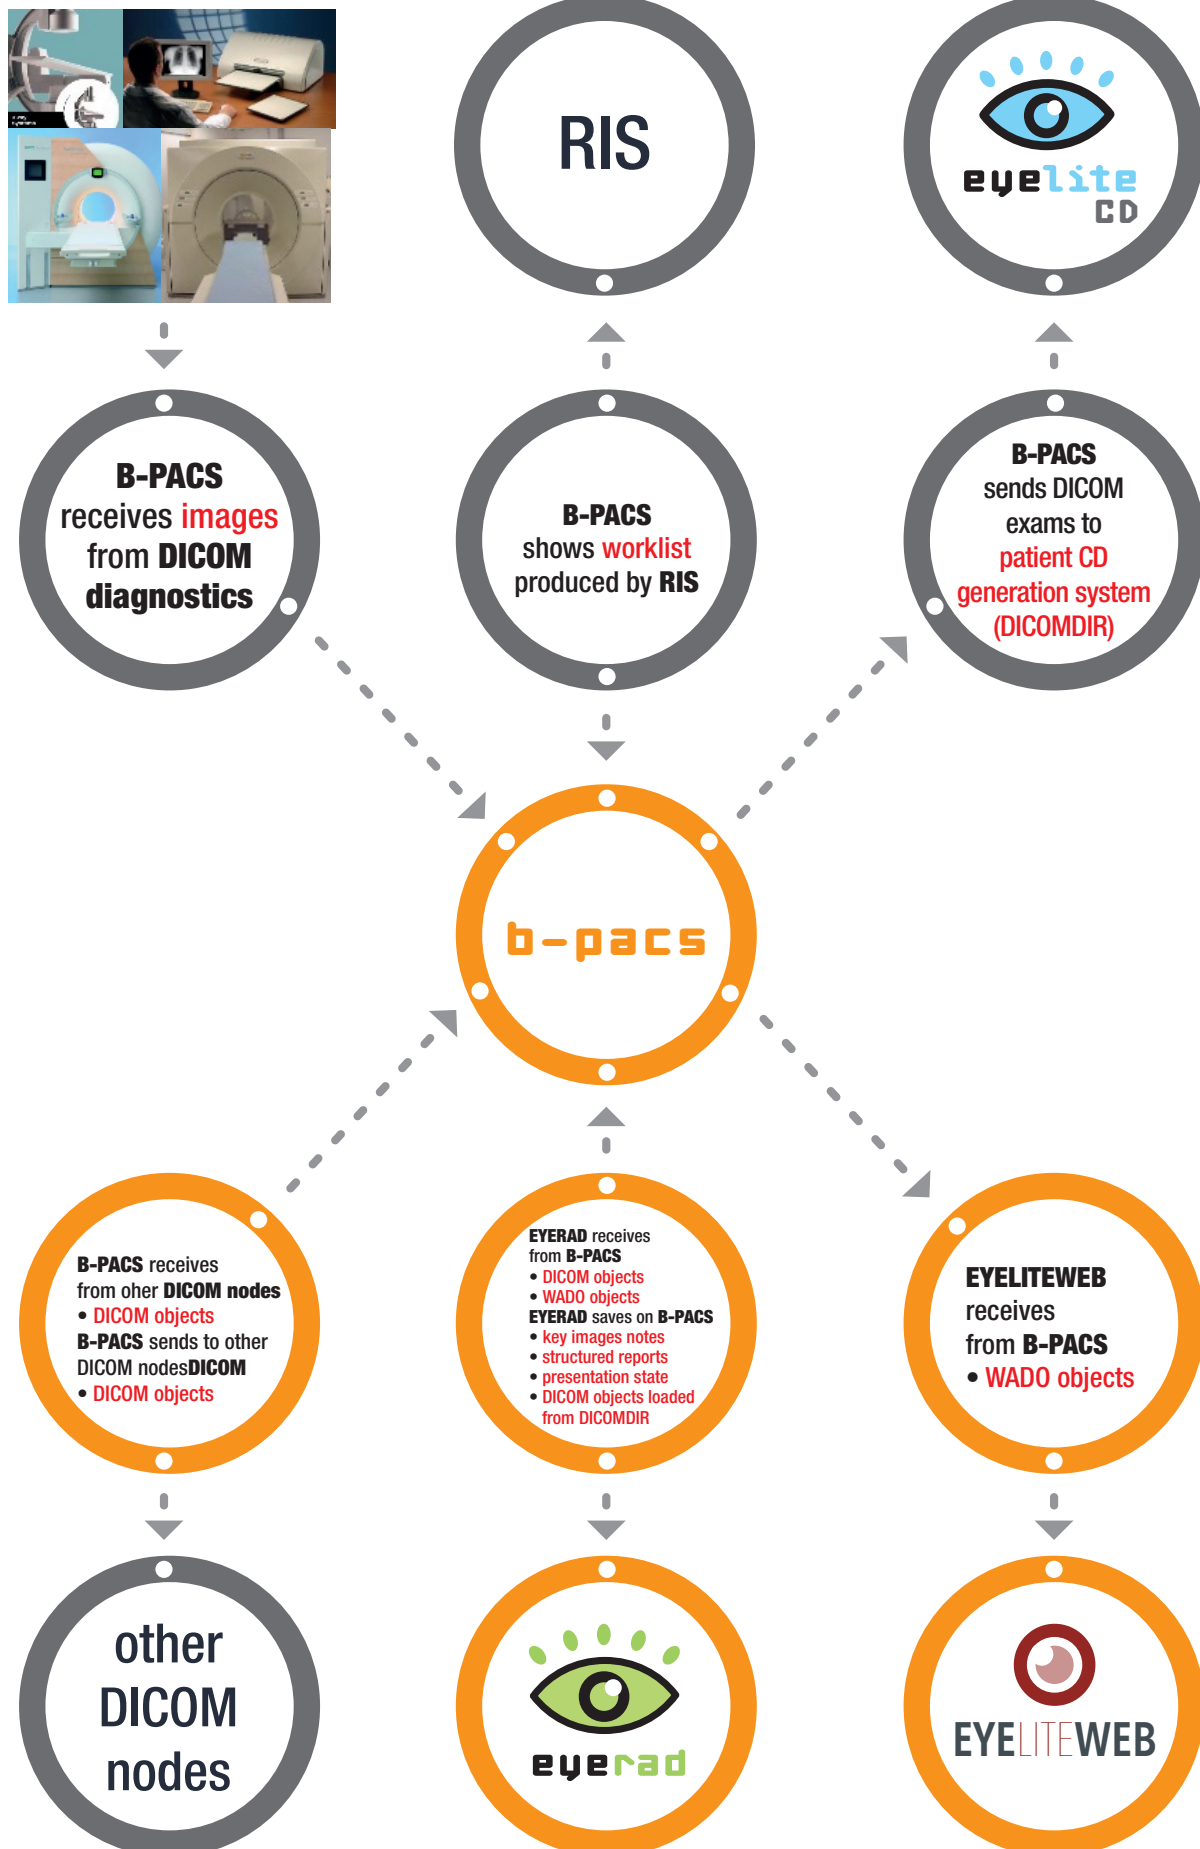 RIS
eyelite
CD
B-PACS
receives images
from DICOM
diagnostics
B-PACS
shows worklist
produced by RIS
B-PACS
sends DICOM
exams to
patient CD
generation system
(DICOMDIR)
b-pacs
B-PACS receives
from oher DICOM nodes
• DICOM objects
B-PACS sends to other
DICOM nodesDICOM
• DICOM objects
EYERAD receives
from B-PACS
• DICOM objects
• WADO objects
EYERAD saves on B-PACS
• key images notes
• structured reports
• presentation state
• DICOM objects loaded
from DICOMDIR
EYELITEWEB
receives
from B-PACS
• WADO objects
other
DICOM
nodes
eyerad
EYELITEWEB